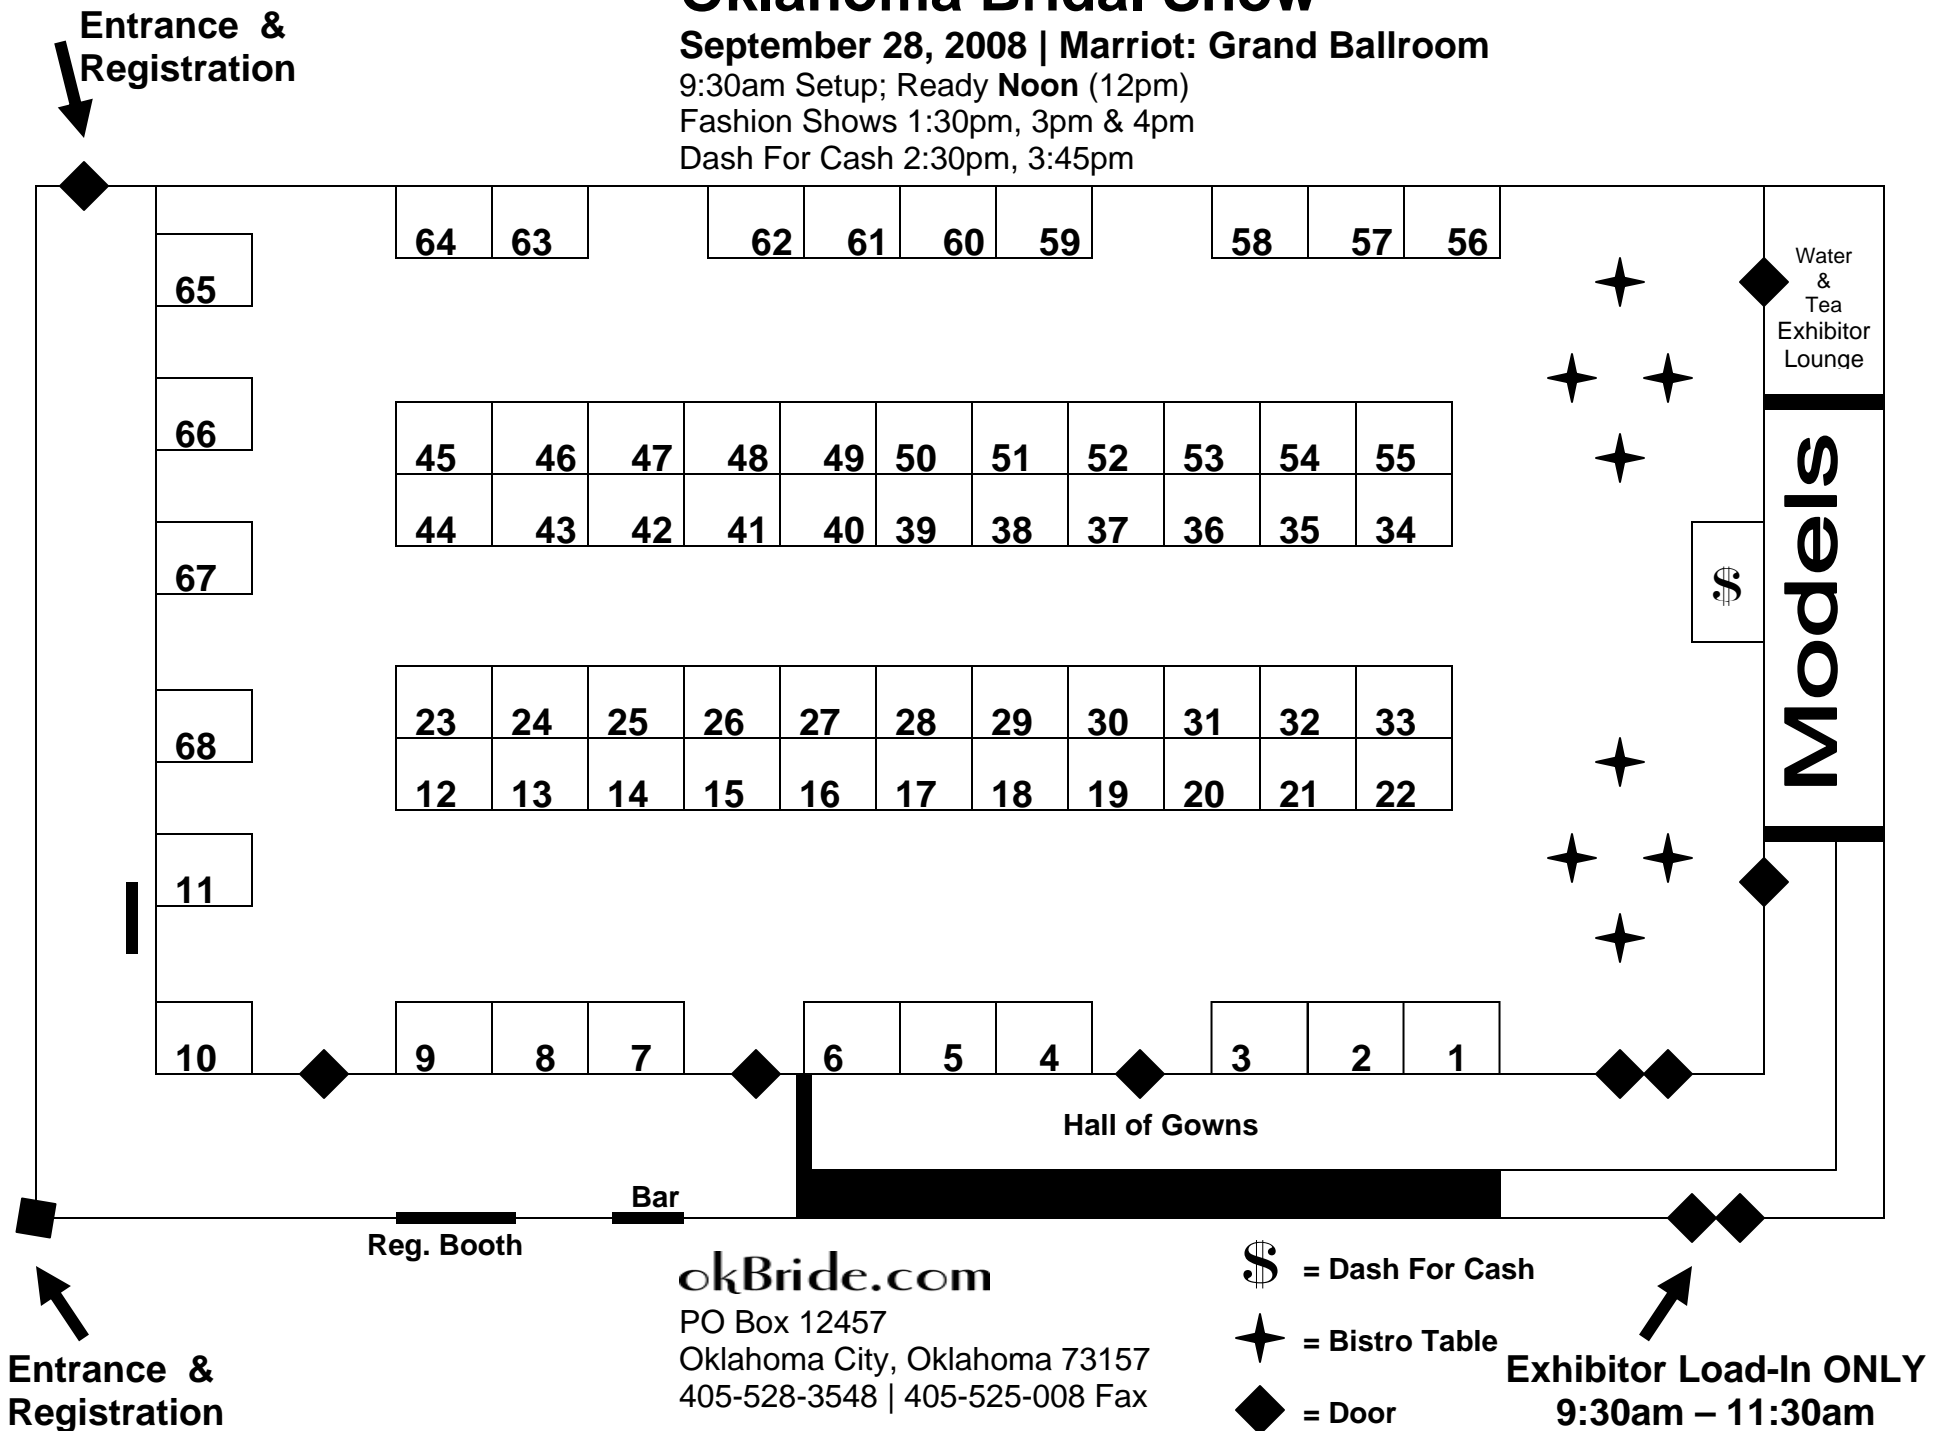 Oklahoma Bridal Show
Entrance &
Registration
September 28, 2008 | Marriot: Grand Ballroom
9:30am Setup; Ready Noon (12pm)
Fashion Shows 1:30pm, 3pm & 4pm
Dash For Cash 2:30pm, 3:45pm
64 63 62 61 60 59 58 57 56
65
Water
&
Tea
Exhibitor
Lounge
66
45 46 47 48 49 50 51 52 53 54 55
44 43 42 41 40 39 38 37 36 35 34
67
$
Models
68
23 24 25 26 27 28 29 30 31 32 33
12 13 14 15 16 17 18 19 20 21 22
11
10 9 8 7 6 5 4 3 2 1
Hall of Gowns
Bar
Reg. Booth
okBride.com
PO Box 12457
Oklahoma City, Oklahoma 73157
405-528-3548 | 405-525-008 Fax
$ = Dash For Cash
= Bistro Table
= Door
Entrance &
Registration
Exhibitor Load-In ONLY
9:30am – 11:30am